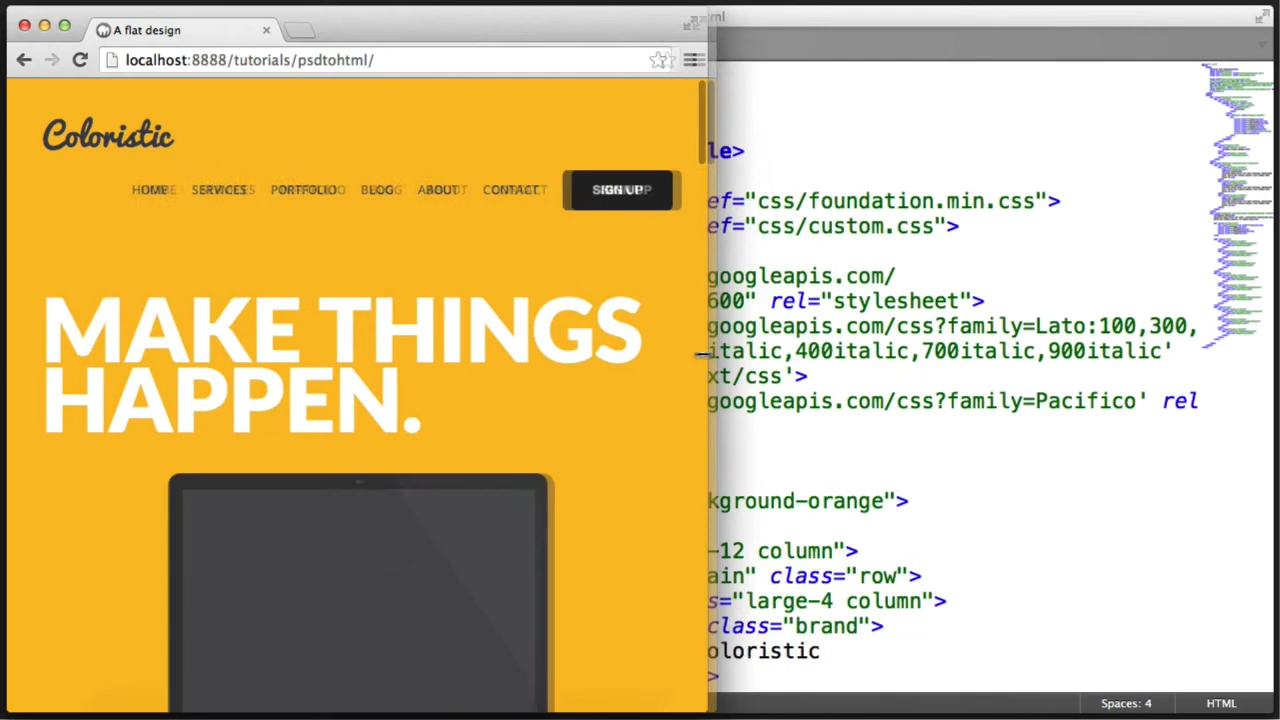 A flat design
ml
localhost:8888/tutorials/psdtohtml/
Coloristic
HOME SERVICES PORTFOLIO BLOG ABOUT CONTACT SIGN UP
MAKE THINGS
HAPPEN.
le>
ef="css/foundation.min.css">
ef="css/custom.css">
googleapis.com/
600" rel="stylesheet">
googleapis.com/css?family=Lato:100,300,
italic,400italic,700italic,900italic'
xt/css'>
googleapis.com/css?family=Pacifico' rel
kground-orange">
-12 column">
ain" class="row">
s="large-4 column">
class="brand">
oloristic
>
Spaces: 4 HTML